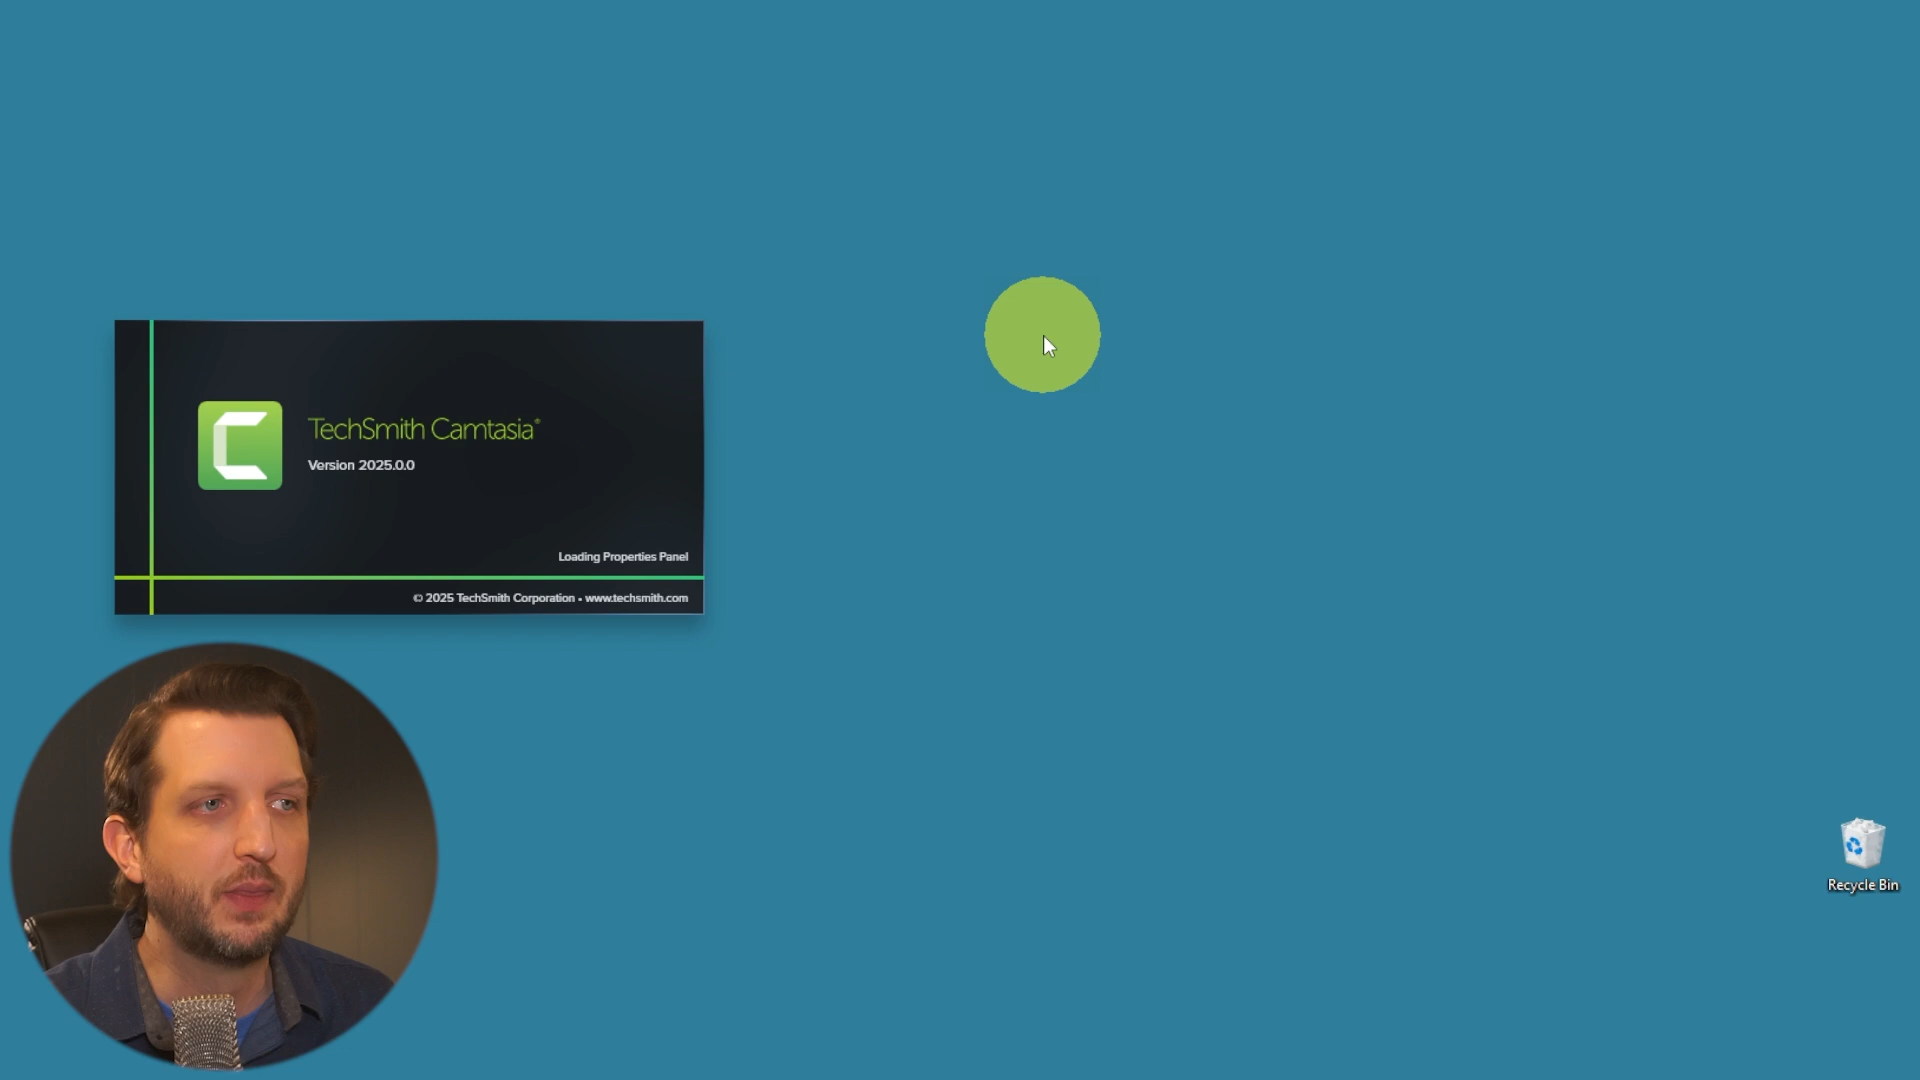 TechSmith Camtasia®
Version 2025.0.0
Loading Properties Panel
© 2025 TechSmith Corporation • www.techsmith.com
Recycle Bin